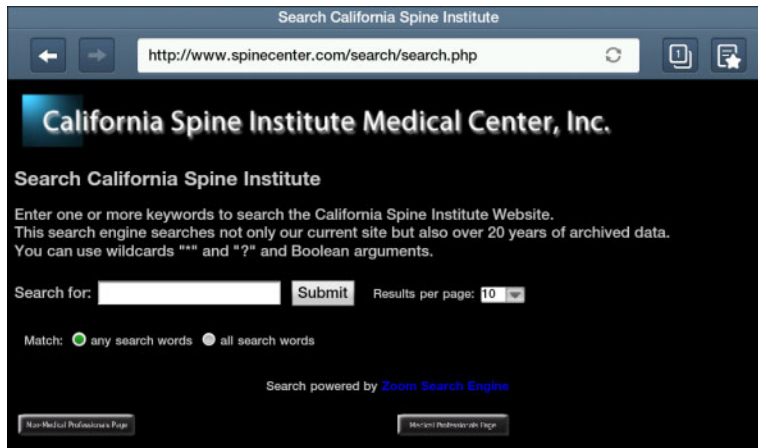 Search California Spine Institute
http://www.spinecenter.com/search/search.php
1
California Spine Institute Medical Center, Inc.
Search California Spine Institute
Enter one or more keywords to search the California Spine Institute Website.
This search engine searches not only our current site but also over 20 years of archived data.
You can use wildcards "*" and "?" and Boolean arguments.
Search for: Submit Results per page: 10
Match: any search words all search words
Search powered by Zoom Search Engine
Non-Medical Professionals Page Medical Professionals Page